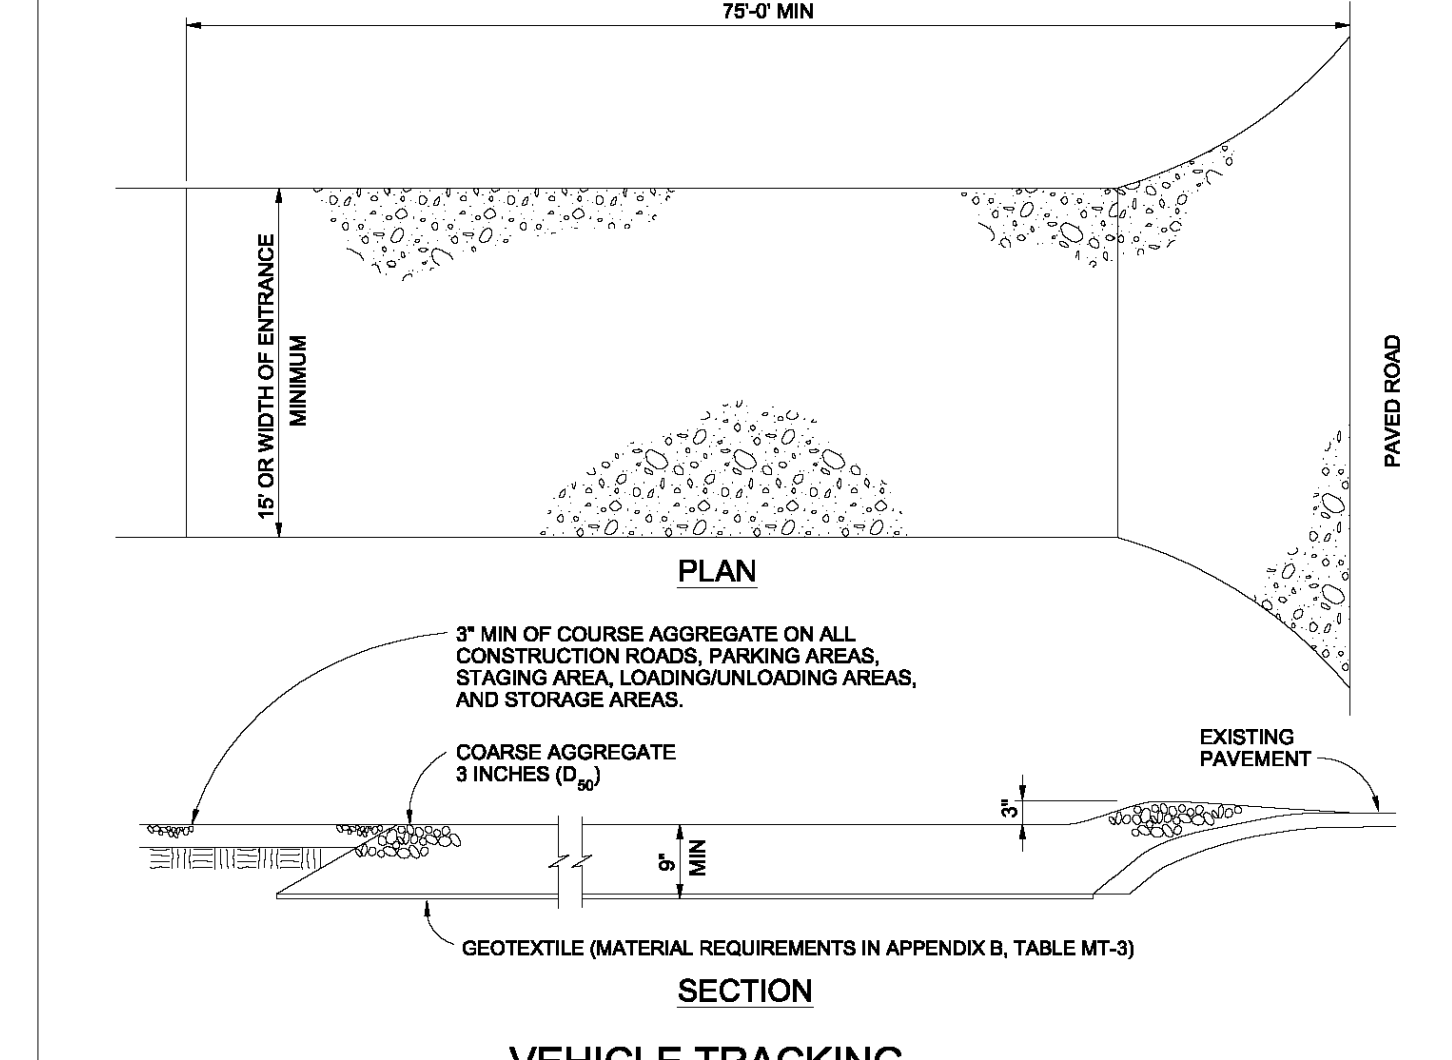 75'-0' MIN
15' OR WIDTH OF ENTRANCE
MINIMUM
PAVED ROAD
PLAN
3" MIN OF COURSE AGGREGATE ON ALL
CONSTRUCTION ROADS, PARKING AREAS,
STAGING AREA, LOADING/UNLOADING AREAS,
AND STORAGE AREAS.
COARSE AGGREGATE
3 INCHES (D50)
EXISTING
PAVEMENT
3"
9"
MIN
GEOTEXTILE (MATERIAL REQUIREMENTS IN APPENDIX B, TABLE MT-3)
SECTION
VEHICLE TRACKING